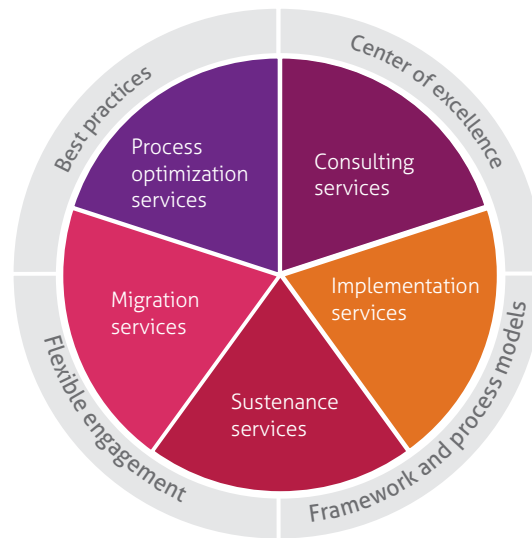 Best practices
Center of excellence
Process
optimization
services
Consulting
services
Migration
services
Implementation
services
Sustenance
services
Flexible engagement
Framework and process models